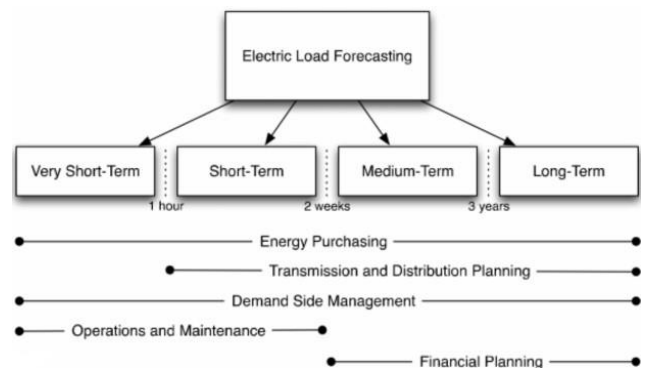 Electric Load Forecasting
Very Short-Term
Short-Term
Medium-Term
Long-Term
1 hour
2 weeks
3 years
Energy Purchasing
Transmission and Distribution Planning
Demand Side Management
Operations and Maintenance
Financial Planning